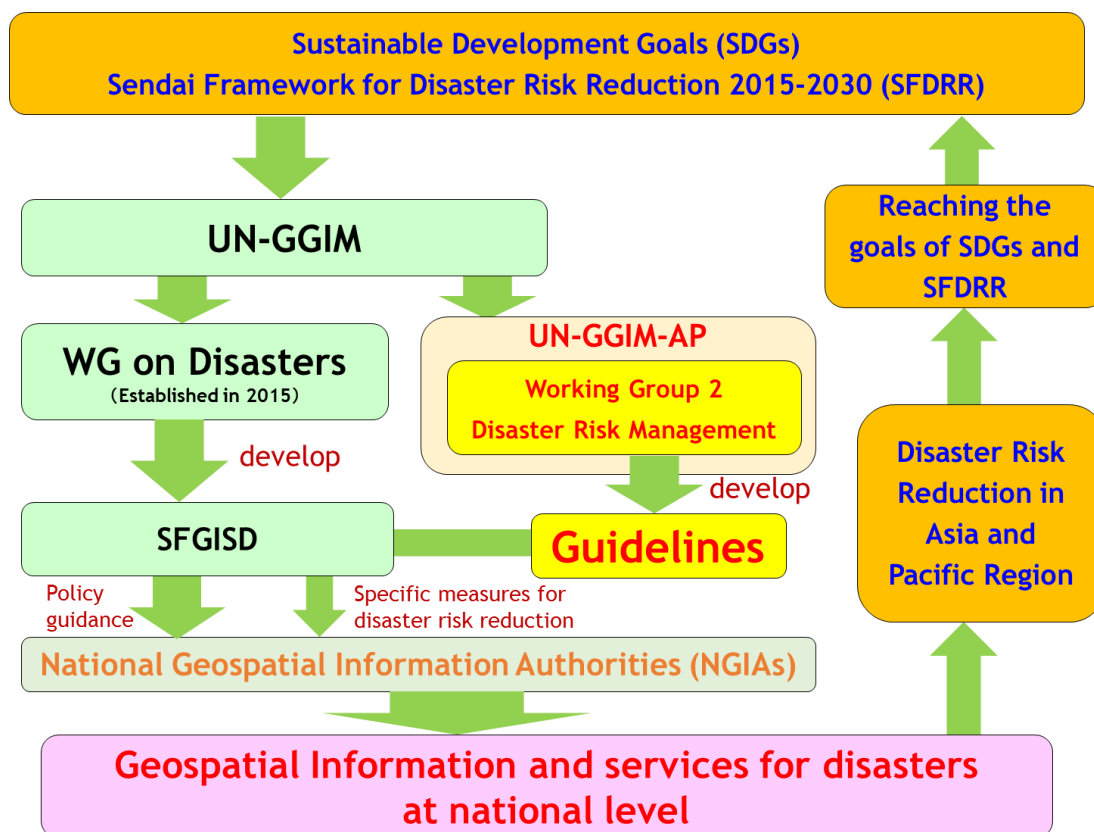 Sustainable Development Goals (SDGs)
Sendai Framework for Disaster Risk Reduction 2015-2030 (SFDRR)
UN-GGIM
WG on Disasters
(Established in 2015)
develop
UN-GGIM-AP
Working Group 2
Disaster Risk Management
develop
SFGISD
Guidelines
Policy
guidance
Specific measures for
disaster risk reduction
National Geospatial Information Authorities (NGIAs)
Geospatial Information and services for disasters
at national level
Disaster Risk
Reduction in
Asia and
Pacific Region
Reaching the
goals of SDGs and
SFDRR